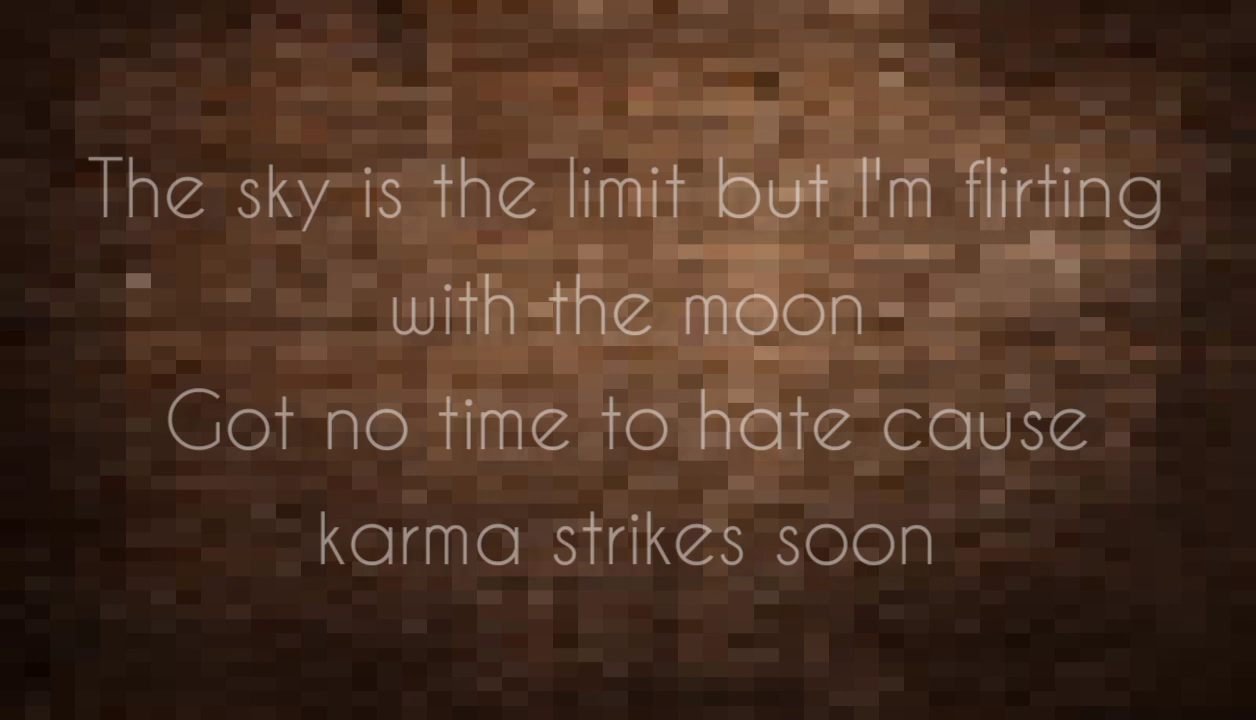 The sky is the limit but I'm flirting
with the moon
Got no time to hate cause
karma strikes soon